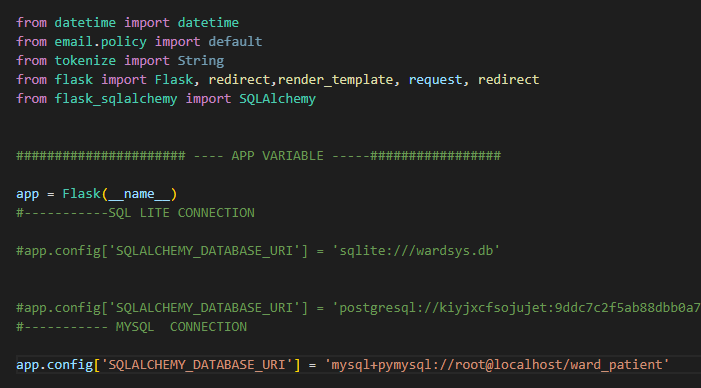 from datetime import datetime
from email.policy import default
from tokenize import String
from flask import Flask, redirect,render_template, request, redirect
from flask_sqlalchemy import SQLAlchemy
###################### ---- APP VARIABLE -----#################
app = Flask(__name__)
#-----------SQL LITE CONNECTION
#app.config['SQLALCHEMY_DATABASE_URI'] = 'sqlite:///wardsys.db'
#app.config['SQLALCHEMY_DATABASE_URI'] = 'postgresql://kiyjxcfsojujet:9ddc7c2f5ab88dbb0a7
#----------- MYSQL  CONNECTION
app.config['SQLALCHEMY_DATABASE_URI'] = 'mysql+pymysql://root@localhost/ward_patient'